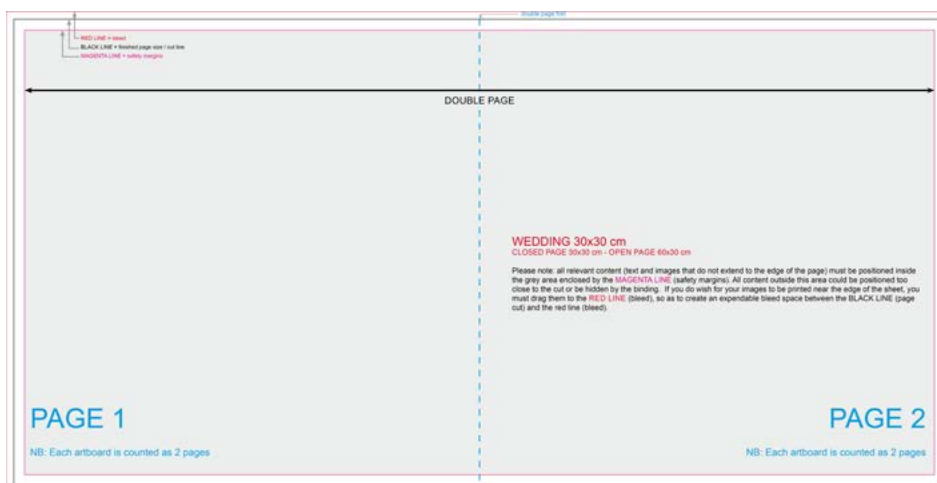 double page fold
RED LINE = bleed
BLACK LINE = finished page size / cut line
MAGENTA LINE = safety margins
DOUBLE PAGE
WEDDING 30x30 cm
CLOSED PAGE 30x30 cm - OPEN PAGE 60x30 cm
Please note: all relevant content (text and images that do not extend to the edge of the page) must be positioned inside
the grey area enclosed by the MAGENTA LINE (safety margins). All content outside this area could be positioned too
close to the cut or be hidden by the binding. If you do wish for your images to be printed near the edge of the sheet, you
must drag them to the RED LINE (bleed), so as to create an expendable bleed space between the BLACK LINE (page
cut) and the red line (bleed).
PAGE 1
PAGE 2
NB: Each artboard is counted as 2 pages
NB: Each artboard is counted as 2 pages